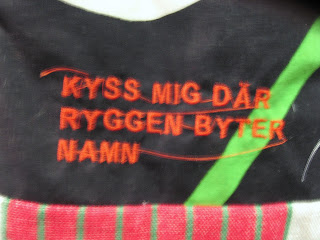 KYSS MIG DÄR
RYGGEN BYTER
NAMN